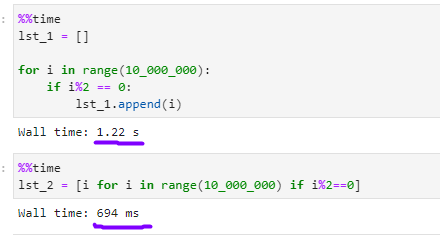 %%time
lst_1 = []
for i in range(10_000_000):
    if i%2 == 0:
        lst_1.append(i)
Wall time: 1.22 s
%%time
lst_2 = [i for i in range(10_000_000) if i%2==0]
Wall time: 694 ms